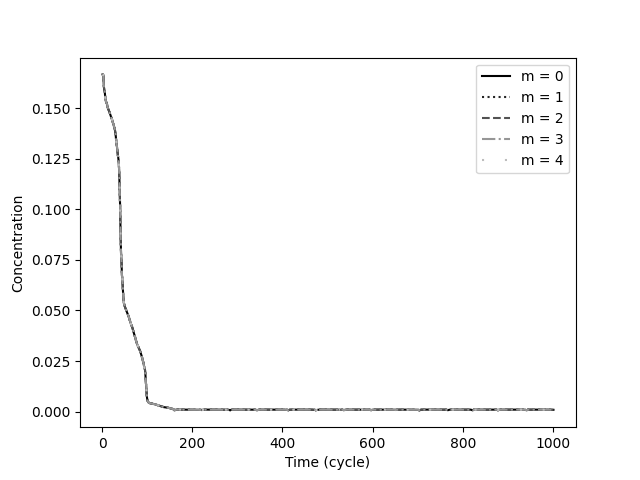 m = 0
m = 1
m = 2
m = 3
m = 4
Concentration
0.150
0.125
0.100
0.075
0.050
0.025
0.000
0 200 400 600 800 1000
Time (cycle)